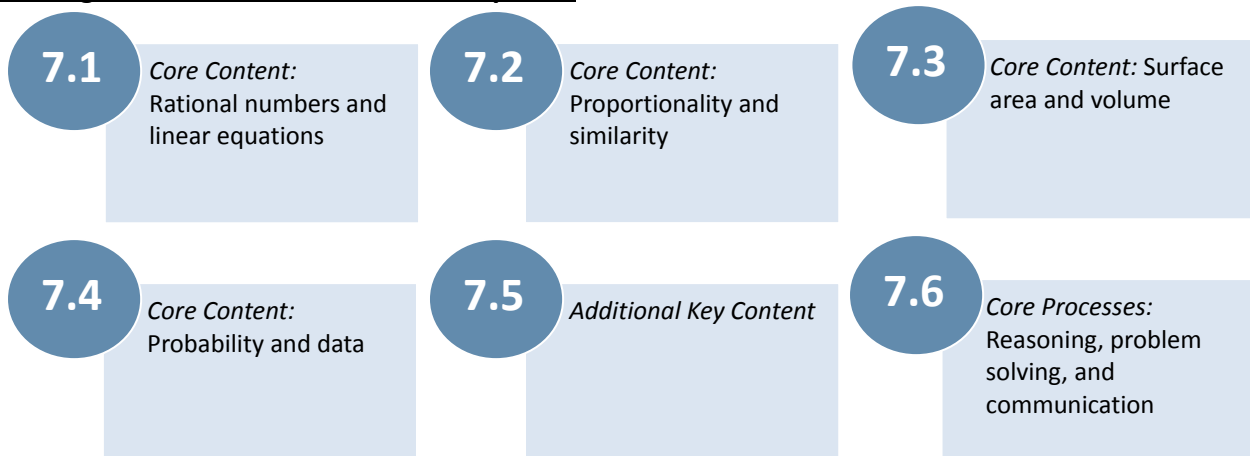 7.1
Core Content:
Rational numbers and
linear equations
7.2
Core Content:
Proportionality and
similarity
7.3
Core Content: Surface
area and volume
7.4
Core Content:
Probability and data
7.5
Additional Key Content
7.6
Core Processes:
Reasoning, problem
solving, and
communication